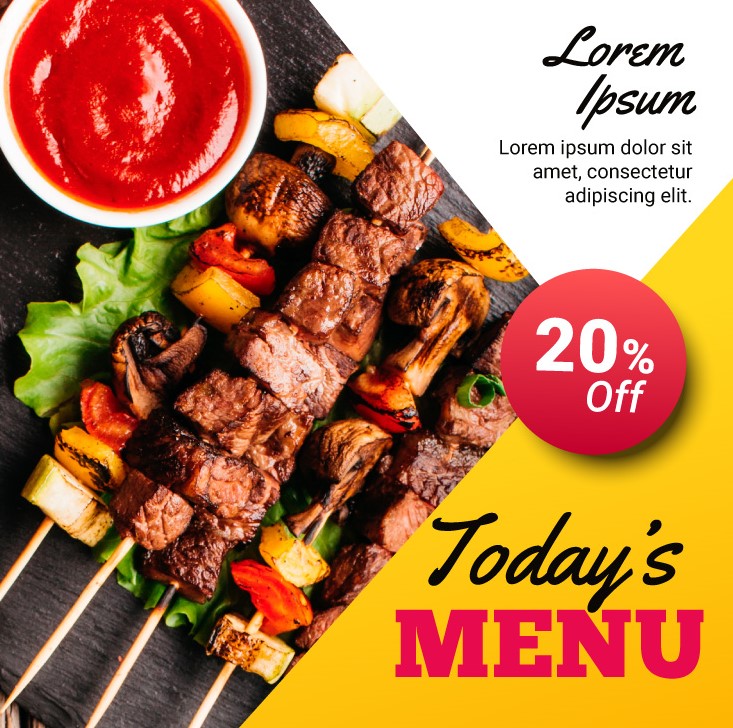 Lorem
Ipsum
Lorem ipsum dolor sit
amet, consectetur
adipiscing elit.
20%
Off
Today's
MENU